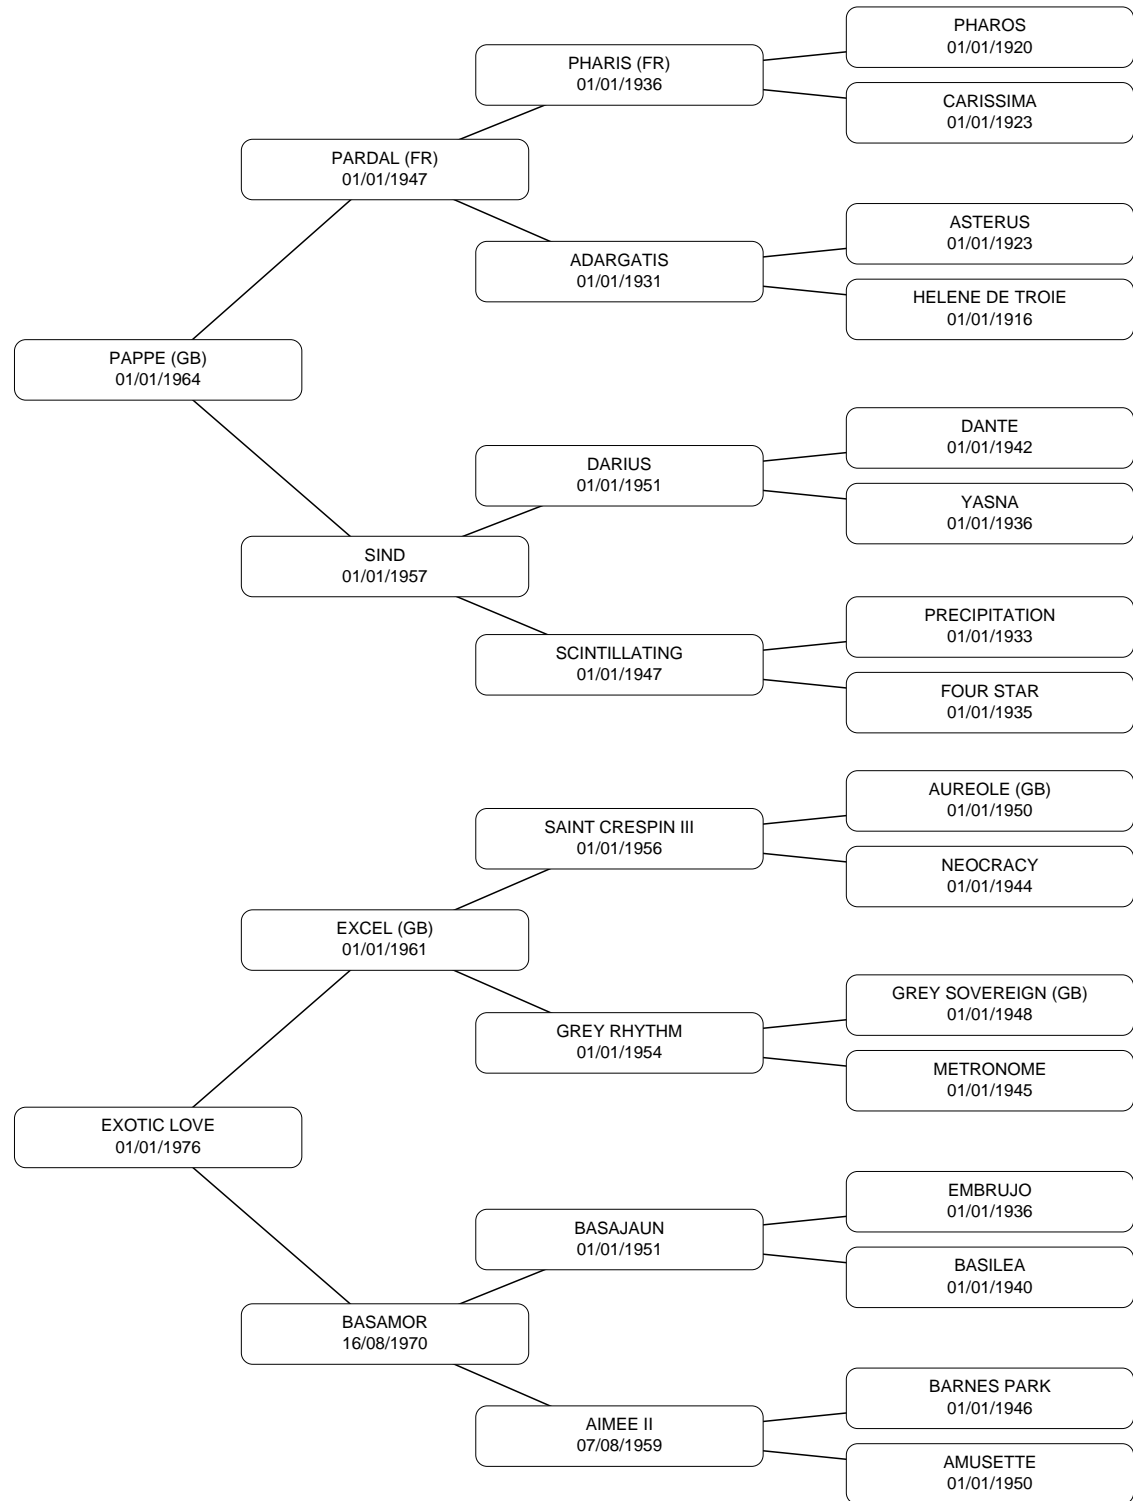 PHAROS
01/01/1920
PHARIS (FR)
01/01/1936
CARISSIMA
01/01/1923
PARDAL (FR)
01/01/1947
ASTERUS
01/01/1923
ADARGATIS
01/01/1931
HELENE DE TROIE
01/01/1916
PAPPE (GB)
01/01/1964
DANTE
01/01/1942
DARIUS
01/01/1951
YASNA
01/01/1936
SIND
01/01/1957
PRECIPITATION
01/01/1933
SCINTILLATING
01/01/1947
FOUR STAR
01/01/1935
AUREOLE (GB)
01/01/1950
SAINT CRESPIN III
01/01/1956
NEOCRACY
01/01/1944
EXCEL (GB)
01/01/1961
GREY SOVEREIGN (GB)
01/01/1948
GREY RHYTHM
01/01/1954
METRONOME
01/01/1945
EXOTIC LOVE
01/01/1976
EMBRUJO
01/01/1936
BASAJAUN
01/01/1951
BASILEA
01/01/1940
BASAMOR
16/08/1970
BARNES PARK
01/01/1946
AIMEE II
07/08/1959
AMUSETTE
01/01/1950